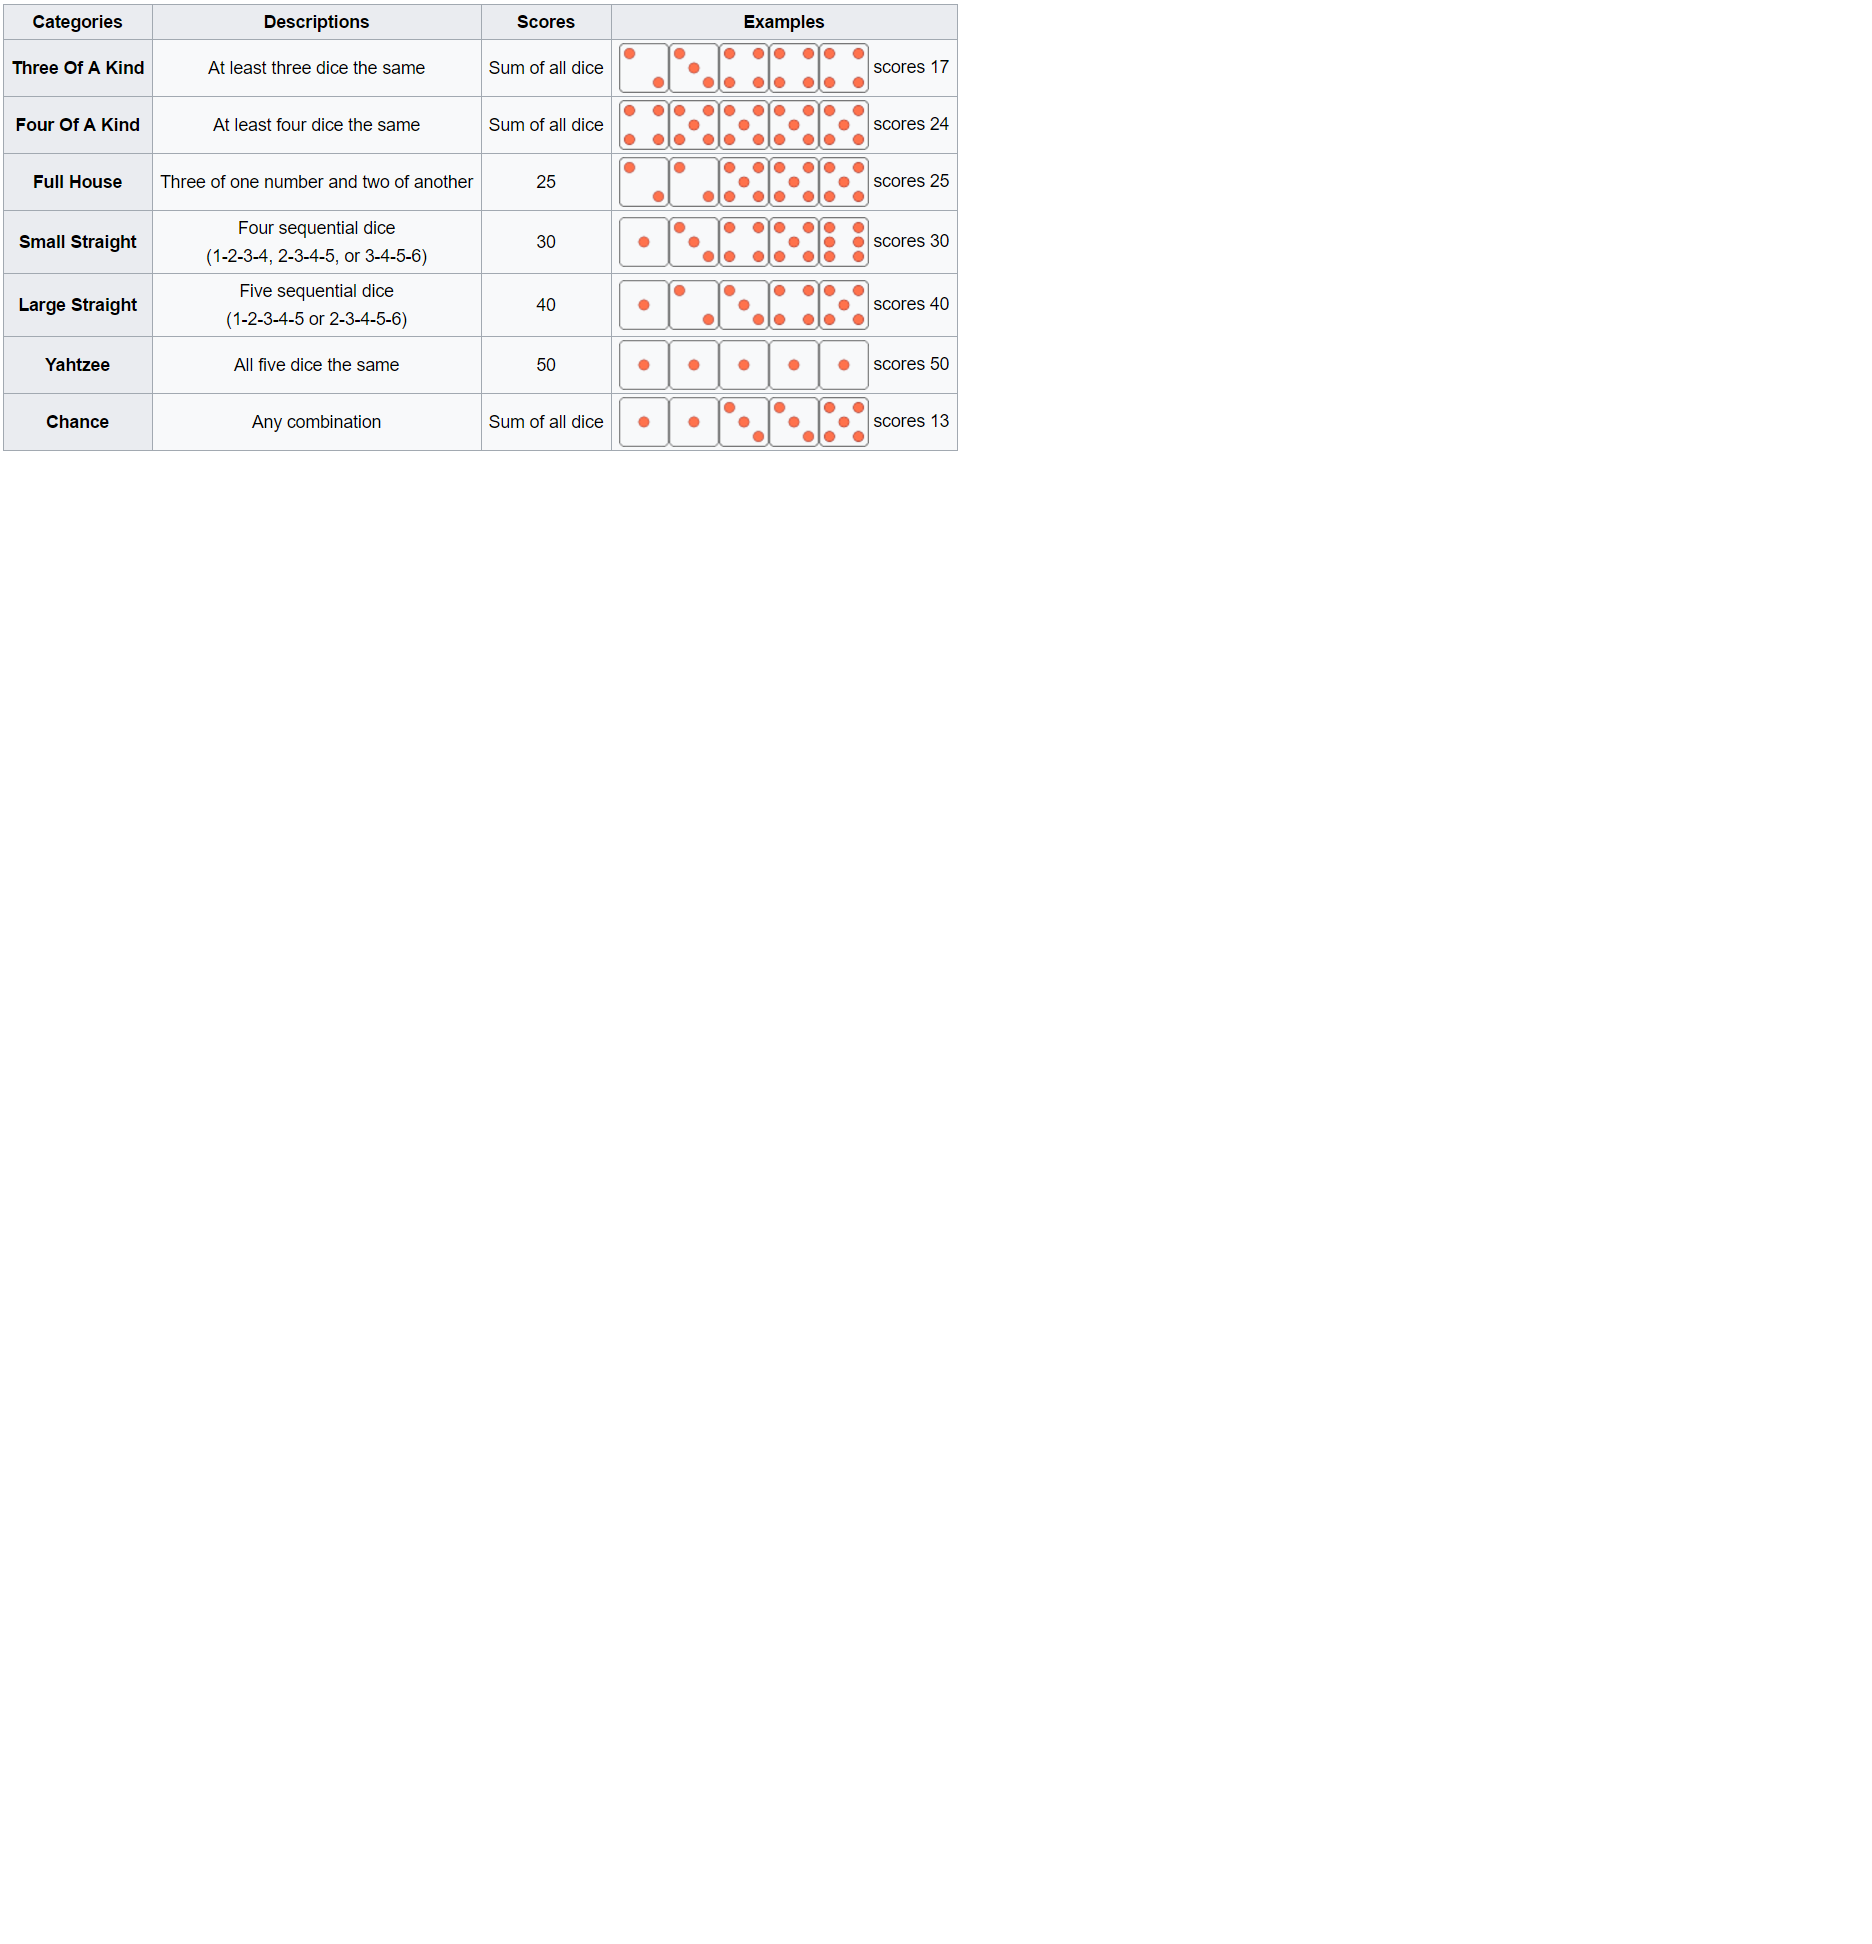 Categories Descriptions Scores Examples
Three Of A Kind At least three dice the same Sum of all dice scores 17
Four Of A Kind At least four dice the same Sum of all dice scores 24
Full House Three of one number and two of another 25 scores 25
Small Straight Four sequential dice
(1-2-3-4, 2-3-4-5, or 3-4-5-6) 30 scores 30
Large Straight Five sequential dice
(1-2-3-4-5 or 2-3-4-5-6) 40 scores 40
Yahtzee All five dice the same 50 scores 50
Chance Any combination Sum of all dice scores 13